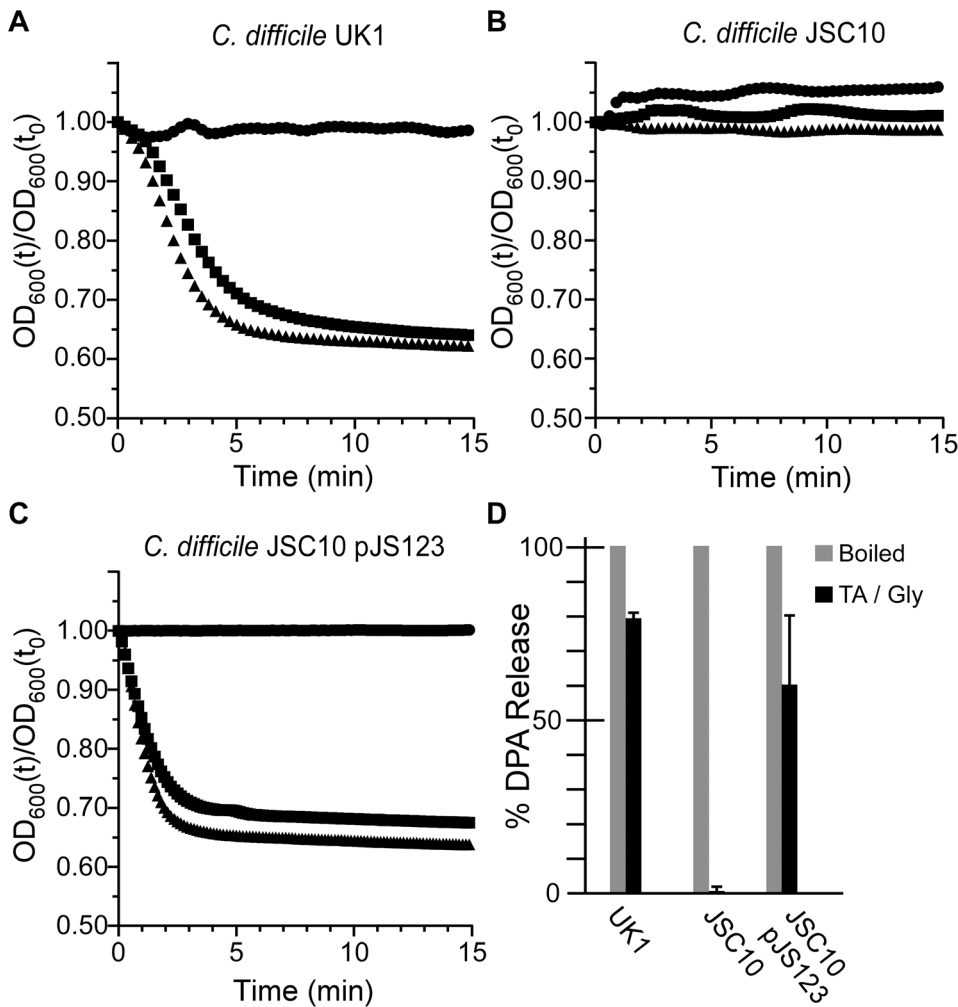 A
C. difficile UK1
OD600(t)/OD600(t0)
1.00
0.90
0.80
0.70
0.60
0.50
0
5
10
15
Time (min)
B
C. difficile JSC10
OD600(t)/OD600(t0)
1.00
0.90
0.80
0.70
0.60
0.50
0
5
10
15
Time (min)
C
C. difficile JSC10 pJS123
OD600(t)/OD600(t0)
1.00
0.90
0.80
0.70
0.60
0.50
0
5
10
15
Time (min)
D
% DPA Release
100
50
0
Boiled
TA / Gly
UK1
JSC10
JSC10
pJS123